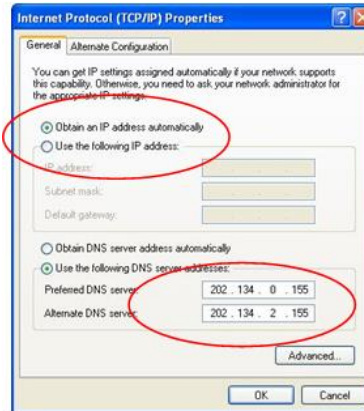 Internet Protocol (TCP/IP) Properties
General
Alternate Configuration
You can get IP settings assigned automatically if your network supports
this capability. Otherwise, you need to ask your network administrator for
the appropriate IP settings.
Obtain an IP address automatically
Use the following IP address:
IP address:
Subnet mask:
Default gateway:
Obtain DNS server address automatically
Use the following DNS server addresses:
Preferred DNS server: 202 . 134 . 0 . 155
Alternate DNS server: 202 . 134 . 2 . 155
Advanced...
OK
Cancel